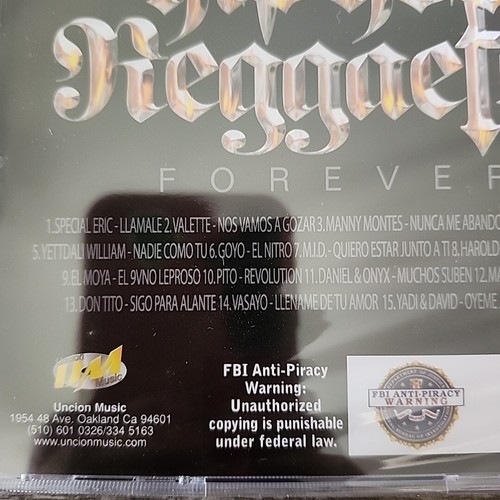 Reggaet
FOREVER
1.SPECIAL ERIC - LLAMALE 2. VALETTE - NOS VAMOS A GOZAR 3. MANNY MONTES - NUNCA ME ABANDO
5. YETTDALI WILLIAM - NADIE COMO TU 6. GOYO - EL NITRO 7. M.I.D. - QUIERO ESTAR JUNTO A TI 8. HAROLD
9. EL MOYA - EL 9VNO LEPROSO 10. PITO - REVOLUTION 11. DANIEL & ONYX - MUCHOS SUBEN 12. MA
13. DON TITO - SIGO PARA ALANTE 14. VASAYO - LLENAME DE TU AMOR 15. YADI & DAVID - OYEME
Music
Uncion Music
1954 48 Ave, Oakland Ca 94601
(510) 601 0326/334 5163
www.uncionmusic.com
FBI Anti-Piracy
Warning:
Unauthorized
copying is punishable
under federal law.
FBI ANTI-PIRACY
WARNING